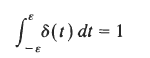 ∫_{-ε}^{ε} δ(t) dt = 1